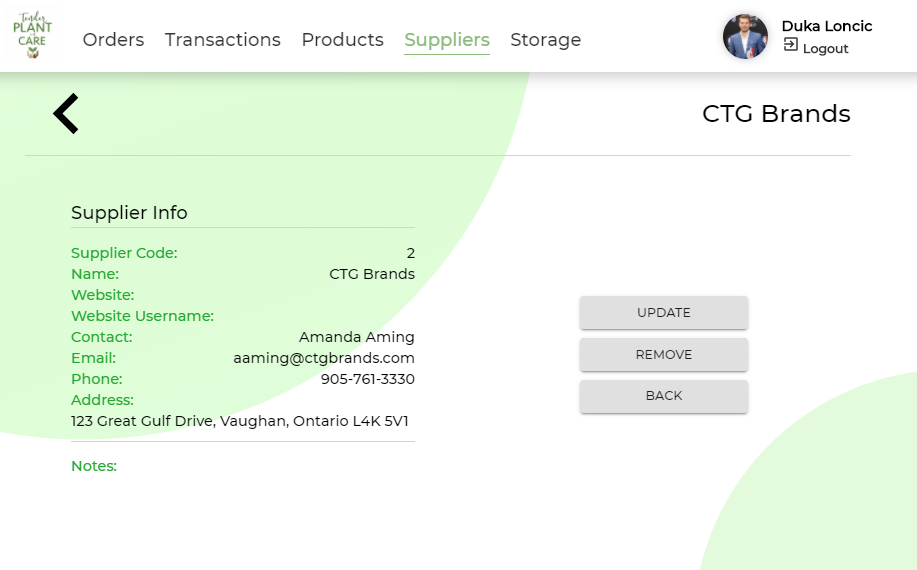 Tender
PLANT
CARE
Orders Transactions Products Suppliers Storage
Duka Loncic
Logout
CTG Brands
Supplier Info
Supplier Code: 2
Name: CTG Brands
Website:
Website Username:
Contact: Amanda Aming
Email: aaming@ctgbrands.com
Phone: 905-761-3330
Address:
123 Great Gulf Drive, Vaughan, Ontario L4K 5V1
Notes:
UPDATE
REMOVE
BACK